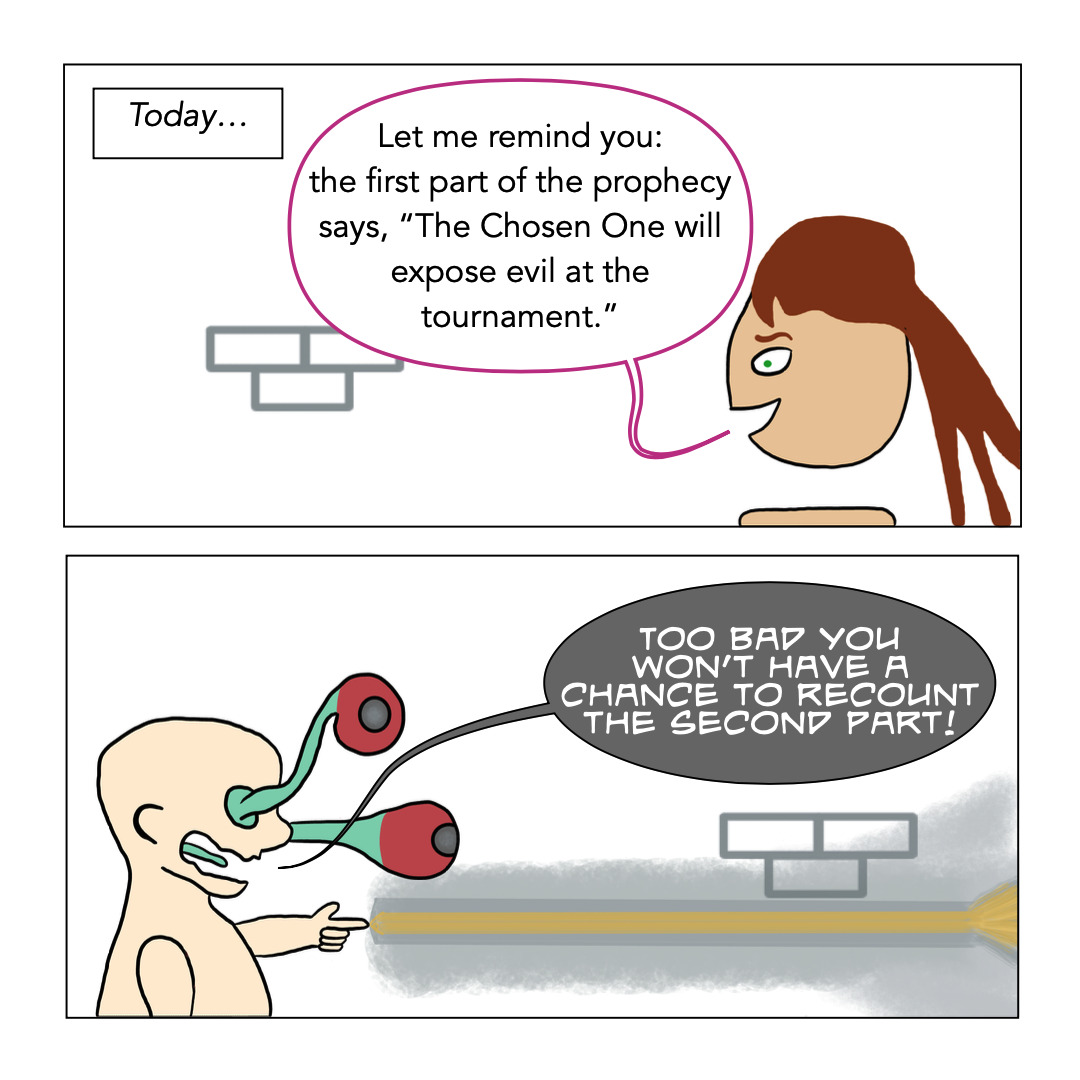 Today…
Let me remind you:
the first part of the prophecy
says, “The Chosen One will
expose evil at the
tournament.”
TOO BAD YOU
WON'T HAVE A
CHANCE TO RECOUNT
THE SECOND PART!